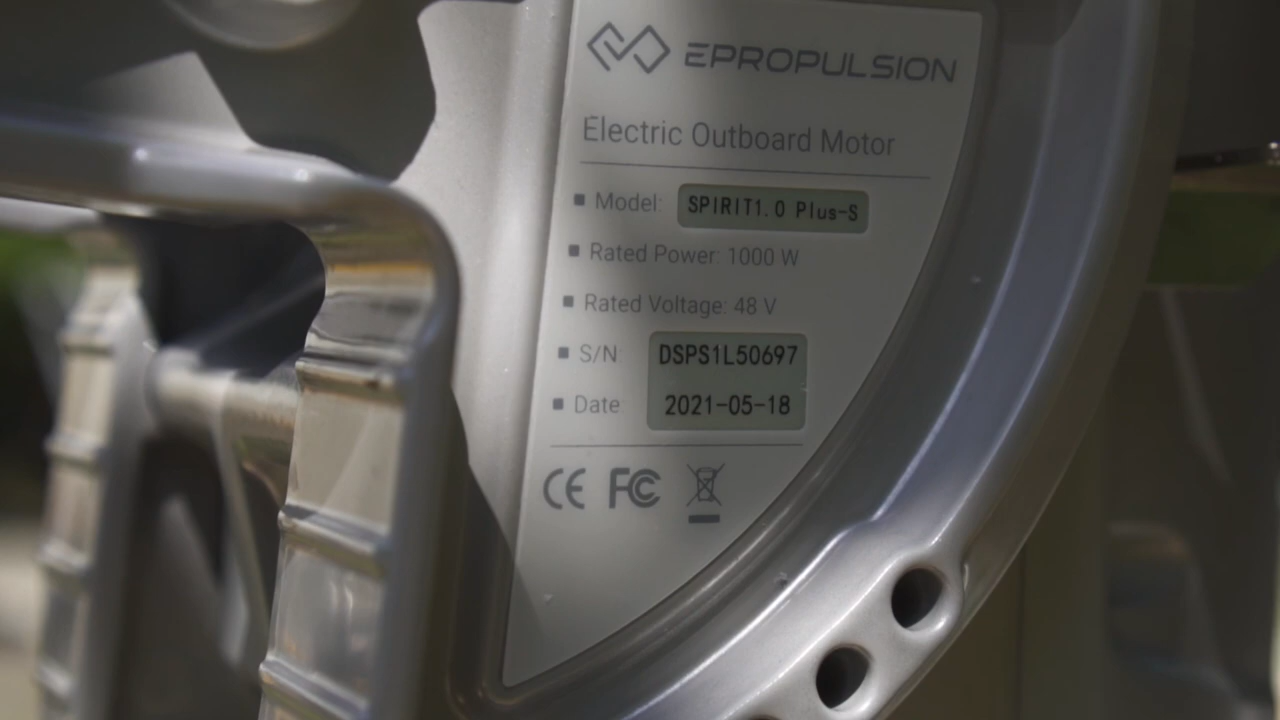 EPROPULSION
Electric Outboard Motor
Model: SPIRIT1.0 Plus-S
Rated Power: 1000 W
Rated Voltage: 48 V
S/N: DSPS1L50697
Date: 2021-05-18
CE FC